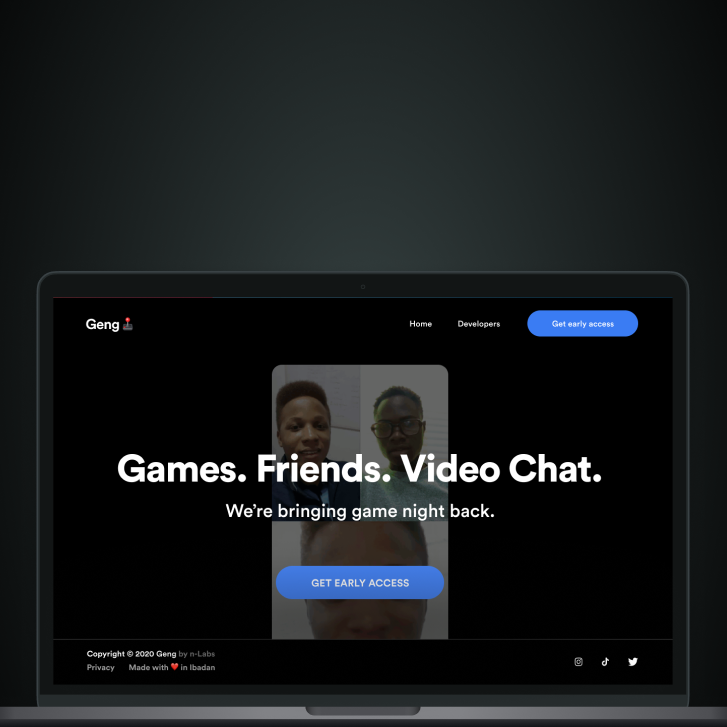 Geng🕹️
Home
Developers
Get early access
Games. Friends. Video Chat.
We’re bringing game night back.
GET EARLY ACCESS
Copyright © 2020 Geng by n-Labs
Privacy
Made with ❤️ in Ibadan